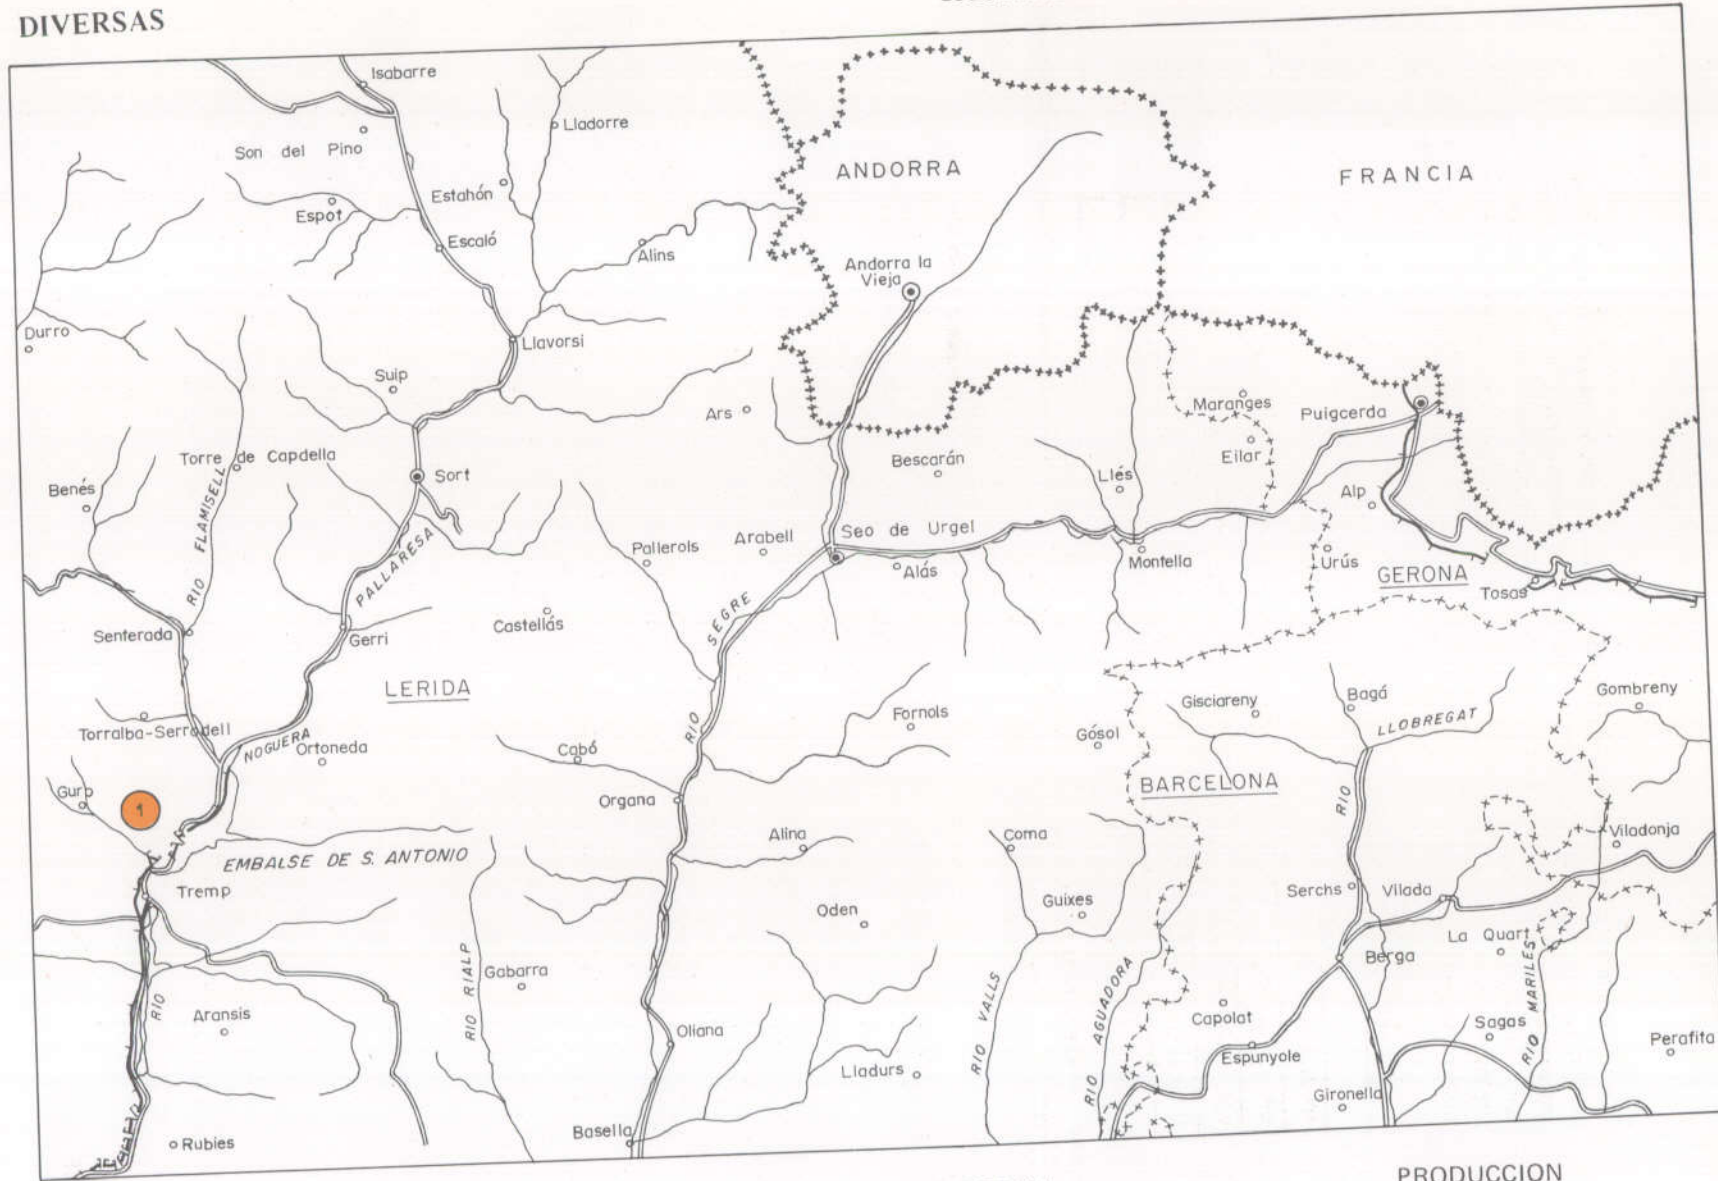 DIVERSAS
Isabarre
Lladorre
Son del Pino
ANDORRA
FRANCIA
Estahón
Espot
Escaló
Alins
Andorra la
Vieja
Durro
Llavorsi
Suip
Ars
Maranges
Puigcerda
Torre de Capdella
Sort
Bescarán
Eilar
Llés
Benés
Alp
RIO FLAMISELL
PALLARESA
Pallerols
Arabell
Seo de Urgel
Alás
Montella
Urús
GERONA
Tosas
Senterada
Gerri
Castellás
SEGRE
LERIDA
Torralba-Serradell
NOGUERA
Ortoneda
Cabó
RIO
Fornols
Gósol
Gisciareny
Bagá
LLOBREGAT
Gombreny
BARCELONA
Gurp
1
Organa
Alina
Coma
RIO
Viladonja
EMBALSE DE S. ANTONIO
Tremp
Oden
Guixes
Serchs
Vilada
La Quart
Berga
RIO RIALP
Gabarra
RIO
Aransis
Oliana
RIO VALLS
RIO AGUADORA
Capolat
Sagas
RIO MARILES
Perafita
Lladurs
Espunyole
Gironella
Rubies
Basella
PRODUCCION